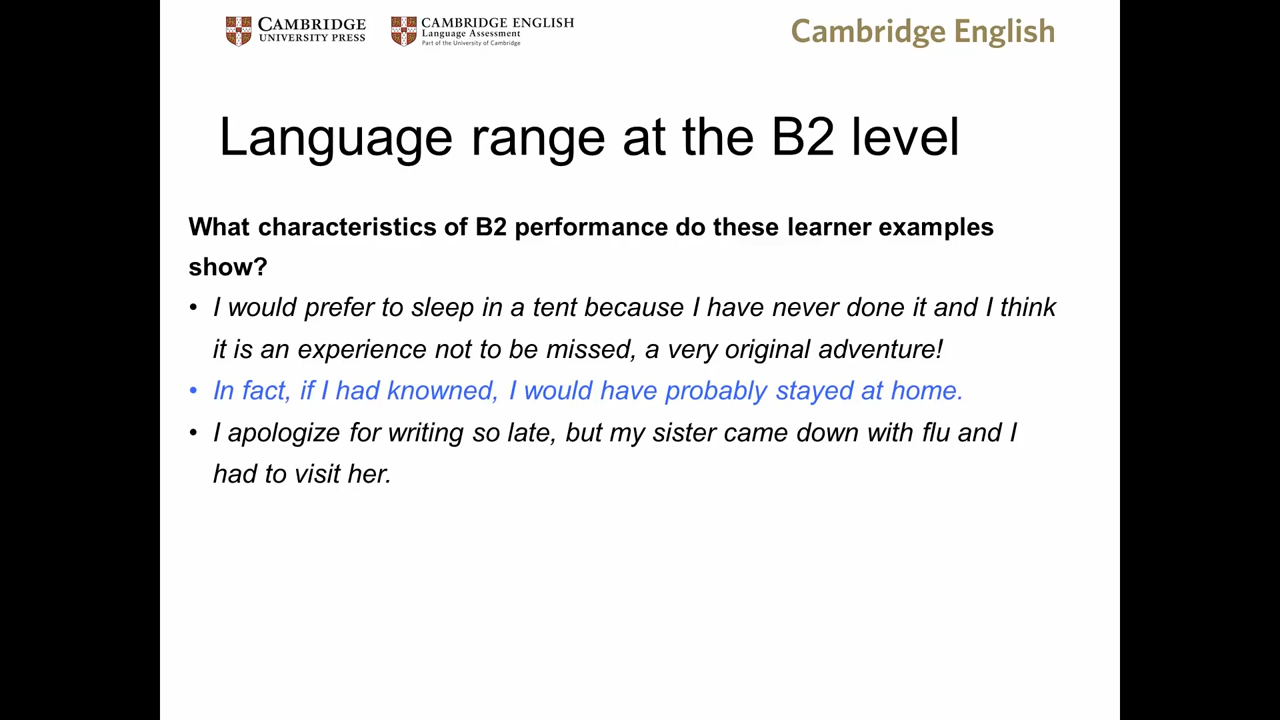 CAMBRIDGE
UNIVERSITY PRESS
CAMBRIDGE ENGLISH
Language Assessment
Part of the University of Cambridge
Cambridge English
Language range at the B2 level
What characteristics of B2 performance do these learner examples
show?
• I would prefer to sleep in a tent because I have never done it and I think
it is an experience not to be missed, a very original adventure!
• In fact, if I had knowned, I would have probably stayed at home.
• I apologize for writing so late, but my sister came down with flu and I
had to visit her.